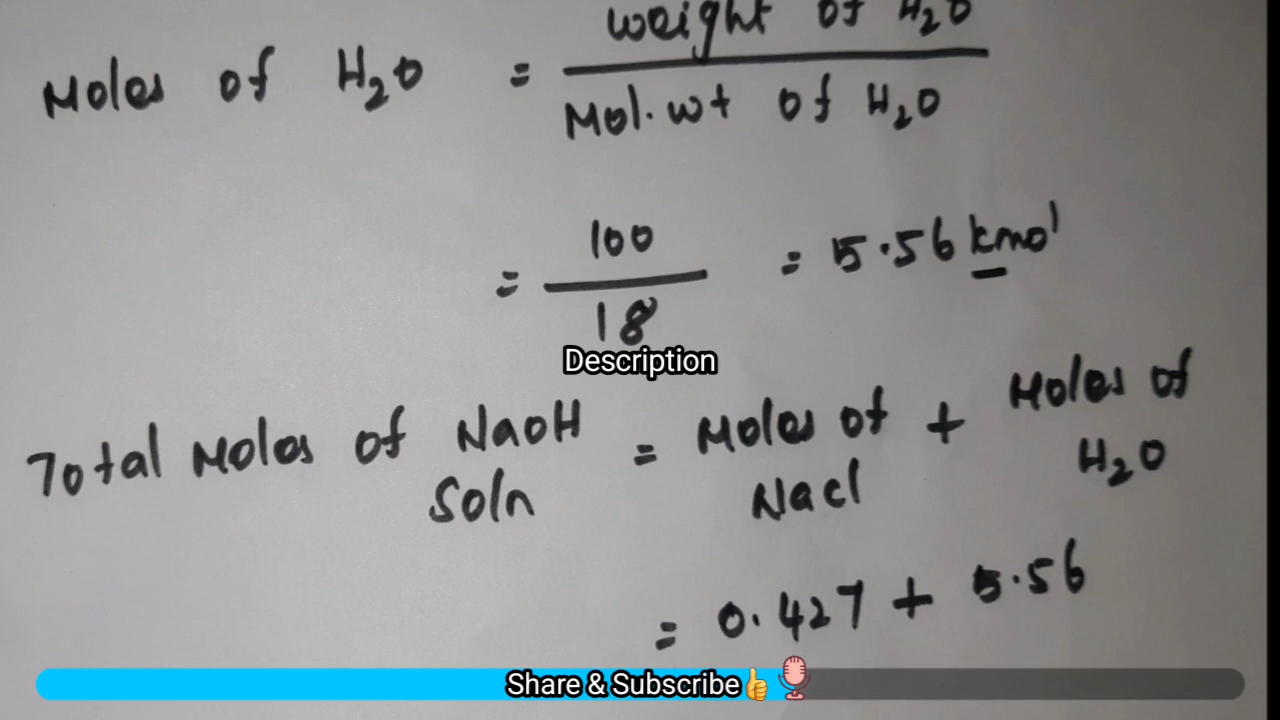 Moles of H₂O = weight of H₂O
Mol. wt of H₂O
= 100
18
= 5.56 kmol
Description
Total Moles of NaOH Soln = Moles of NaCl + Moles of H₂O
= 0.427 + 5.56
Share & Subscribe👍